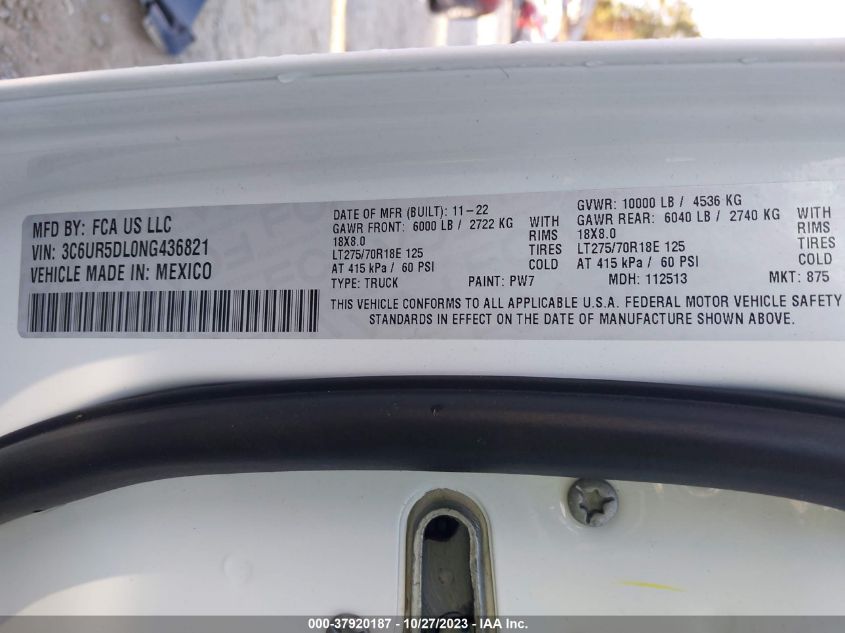 MFD BY: FCA US LLC
VIN: 3C6UR5DL0NG436821
VEHICLE MADE IN: MEXICO
DATE OF MFR (BUILT): 11-22
GAWR FRONT: 6000 LB / 2722 KG WITH
18X8.0 RIMS
LT275/70R18E 125 TIRES
AT 415 kPa / 60 PSI COLD
TYPE: TRUCK PAINT: PW7
GVWR: 10000 LB / 4536 KG
GAWR REAR: 6040 LB / 2740 KG WITH
18X8.0 RIMS
LT275/70R18E 125 TIRES
AT 415 kPa / 60 PSI COLD
MDH: 112513 MKT: 875
THIS VEHICLE CONFORMS TO ALL APPLICABLE U.S.A. FEDERAL MOTOR VEHICLE SAFETY
STANDARDS IN EFFECT ON THE DATE OF MANUFACTURE SHOWN ABOVE.
000-37920187 - 10/27/2023 - IAA Inc.